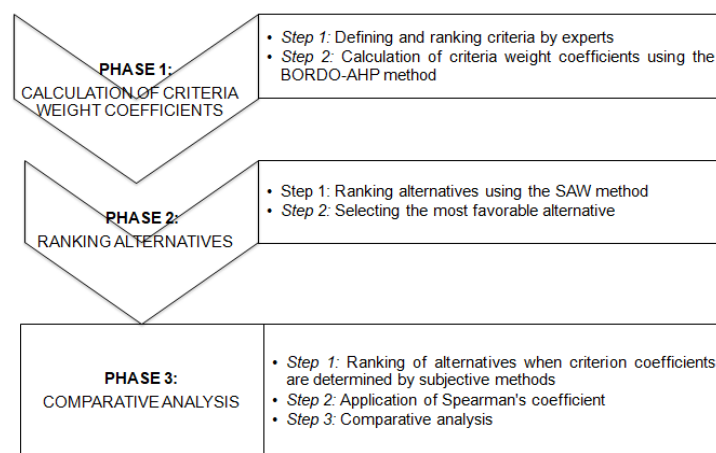 PHASE 1:
CALCULATION OF CRITERIA
WEIGHT COEFFICIENTS
• Step 1: Defining and ranking criteria by experts
• Step 2: Calculation of criteria weight coefficients using the
BORDO-AHP method
PHASE 2:
RANKING ALTERNATIVES
• Step 1: Ranking alternatives using the SAW method
• Step 2: Selecting the most favorable alternative
PHASE 3:
COMPARATIVE ANALYSIS
• Step 1: Ranking of alternatives when criterion coefficients
are determined by subjective methods
• Step 2: Application of Spearman's coefficient
• Step 3: Comparative analysis